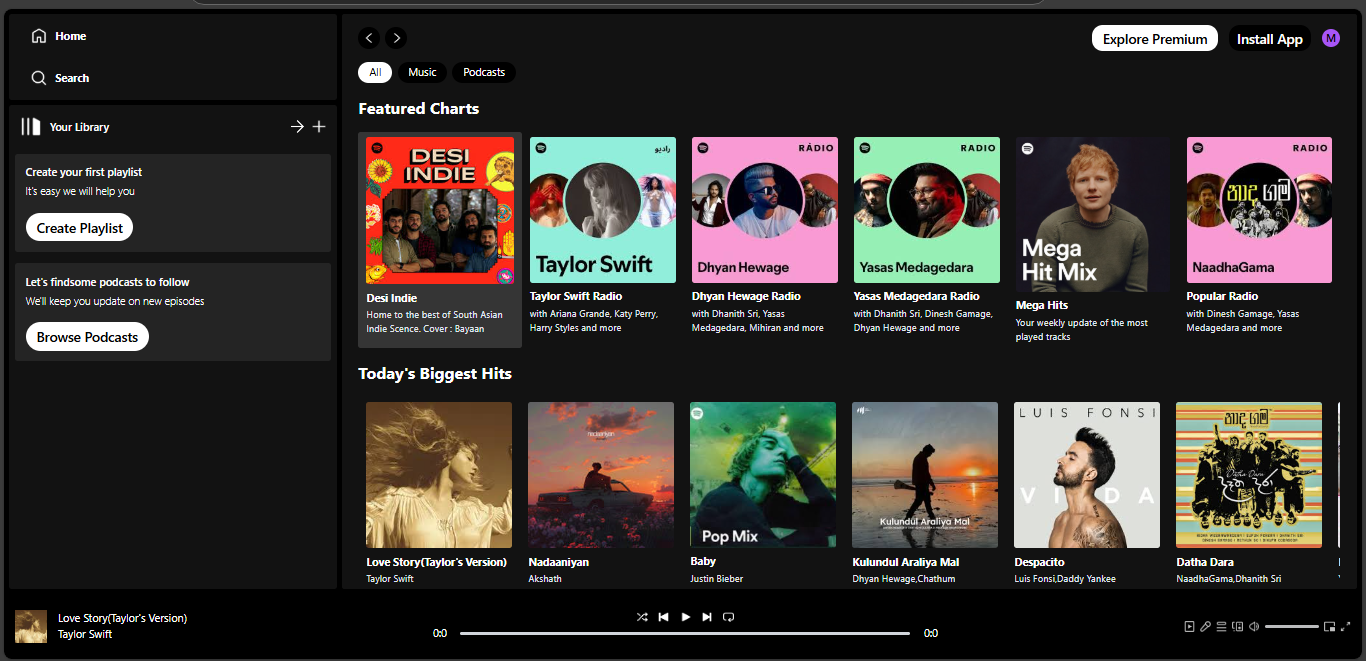 Home
Search
Your Library
Create your first playlist
It's easy we will help you
Create Playlist
Let's findsome podcasts to follow
We'll keep you update on new episodes
Browse Podcasts
Explore Premium
Install App
M
All
Music
Podcasts
Featured Charts
DESI
INDIE
Desi Indie
Home to the best of South Asian
Indie Scence. Cover : Bayaan
راديو
Taylor Swift
Taylor Swift Radio
with Ariana Grande, Katy Perry,
Harry Styles and more
RÁDIO
Dhyan Hewage
Dhyan Hewage Radio
with Dhanith Sri, Yasas
Medagedara, Mihiran and more
RADIO
Yasas Medagedara
Yasas Medagedara Radio
with Dhanith Sri, Dinesh Gamage,
Dhyan Hewage and more
Mega
Hit Mix
Mega Hits
Your weekly update of the most
played tracks
RADIO
නාද ගම්
NaadhaGama
Popular Radio
with Dinesh Gamage, Yasas
Medagedara and more
Today's Biggest Hits
Love Story(Taylor's Version)
Taylor Swift
nadaaniyan
Nadaaniyan
Akshath
Pop Mix
Baby
Justin Bieber
Kulundul Araliya Mal
Kulundul Araliya Mal
Dhyan Hewage,Chathum
LUIS FONSI
VIDA
Despacito
Luis Fonsi,Daddy Yankee
නාද ගම්
Datha Dara
දැත දරා
Datha Dara
NaadhaGama,Dhanith Sri
Love Story(Taylor's Version)
Taylor Swift
0:0
0:0